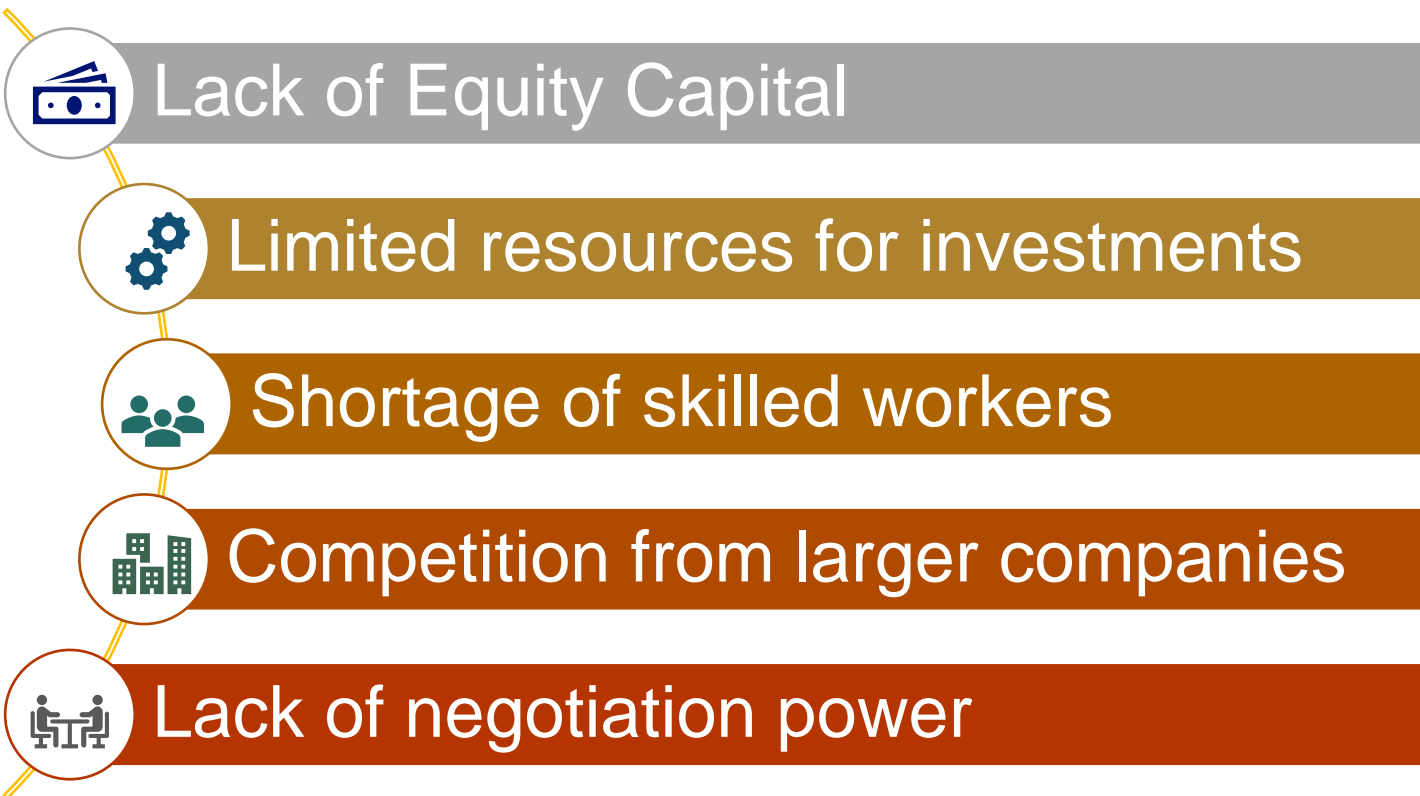 Lack of Equity Capital
Limited resources for investments
Shortage of skilled workers
Competition from larger companies
Lack of negotiation power